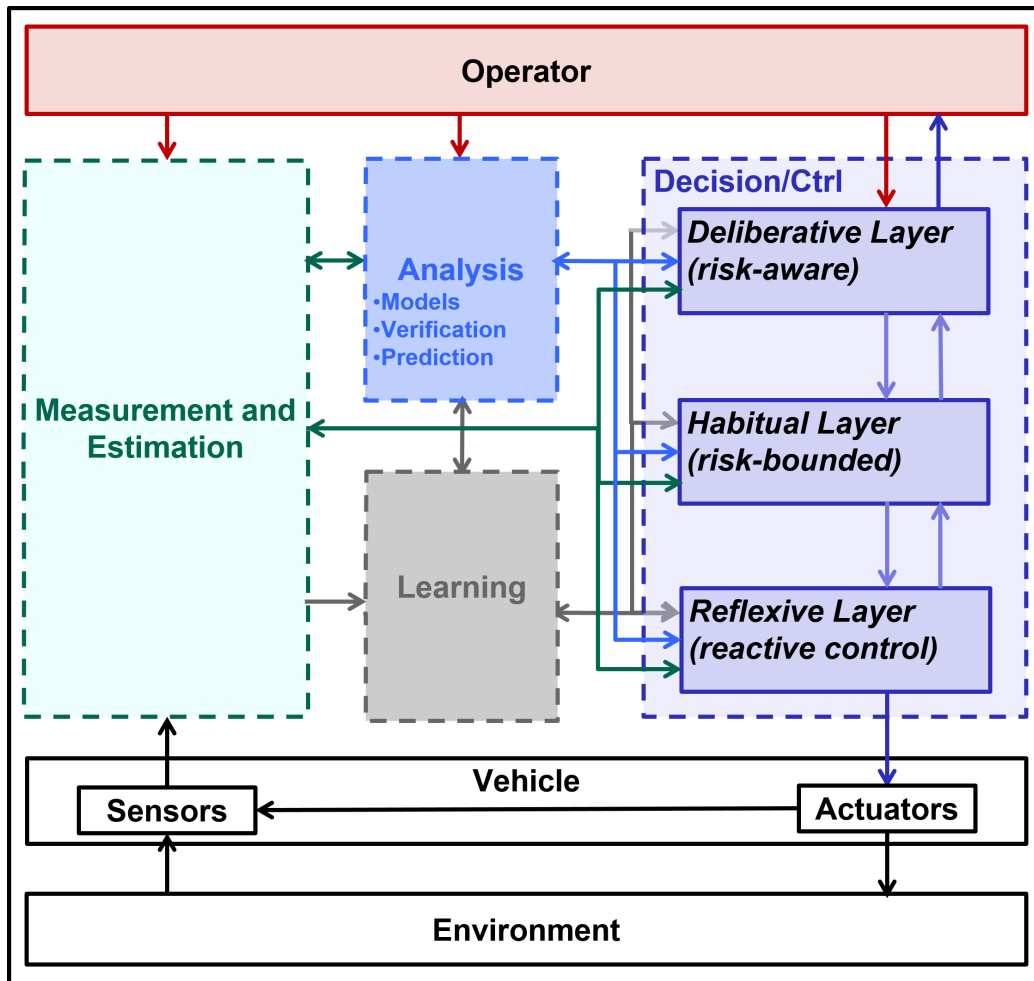 Operator
Decision/Ctrl
Deliberative Layer
(risk-aware)
Analysis
•Models
•Verification
•Prediction
Measurement and
Estimation
Habitual Layer
(risk-bounded)
Learning
Reflexive Layer
(reactive control)
Vehicle
Sensors
Actuators
Environment